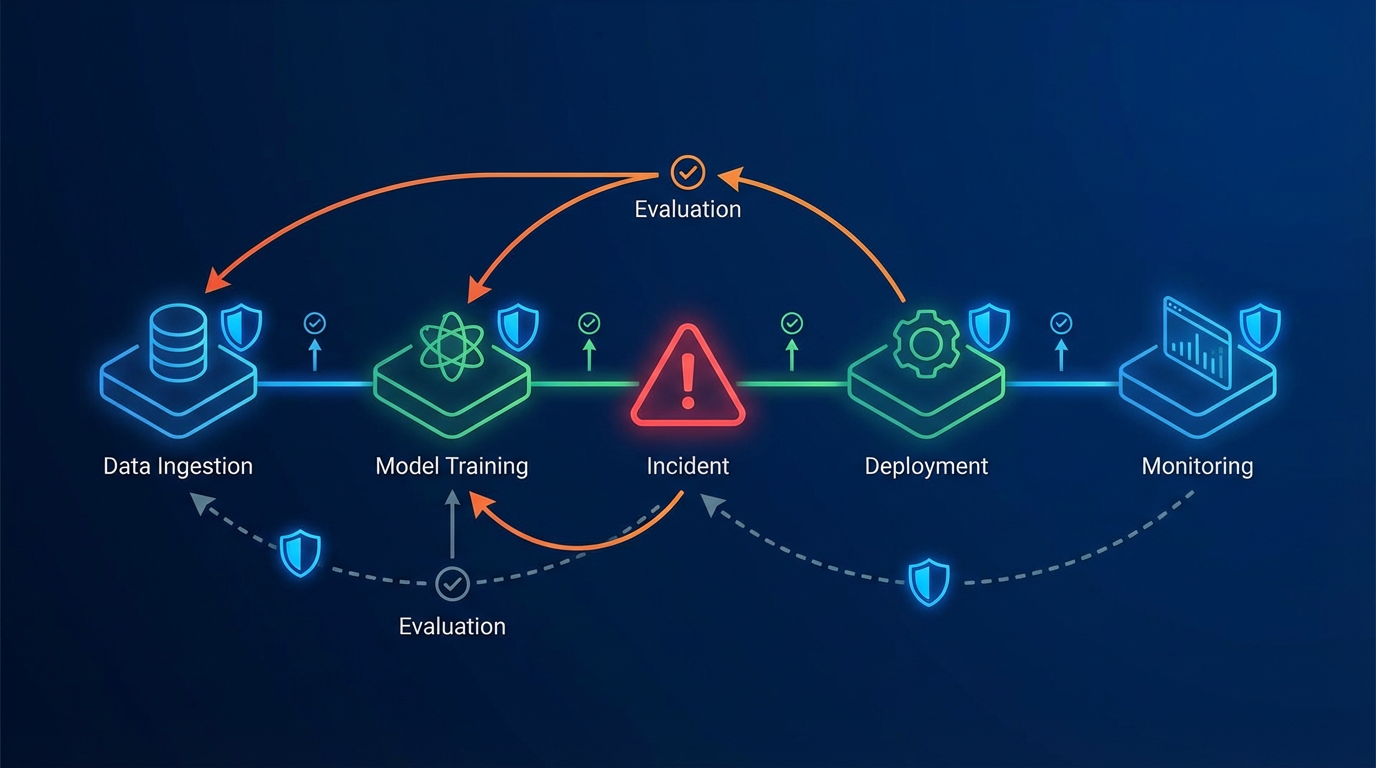 Evaluation
Data Ingestion
Model Training
Incident
Deployment
Monitoring
Evaluation